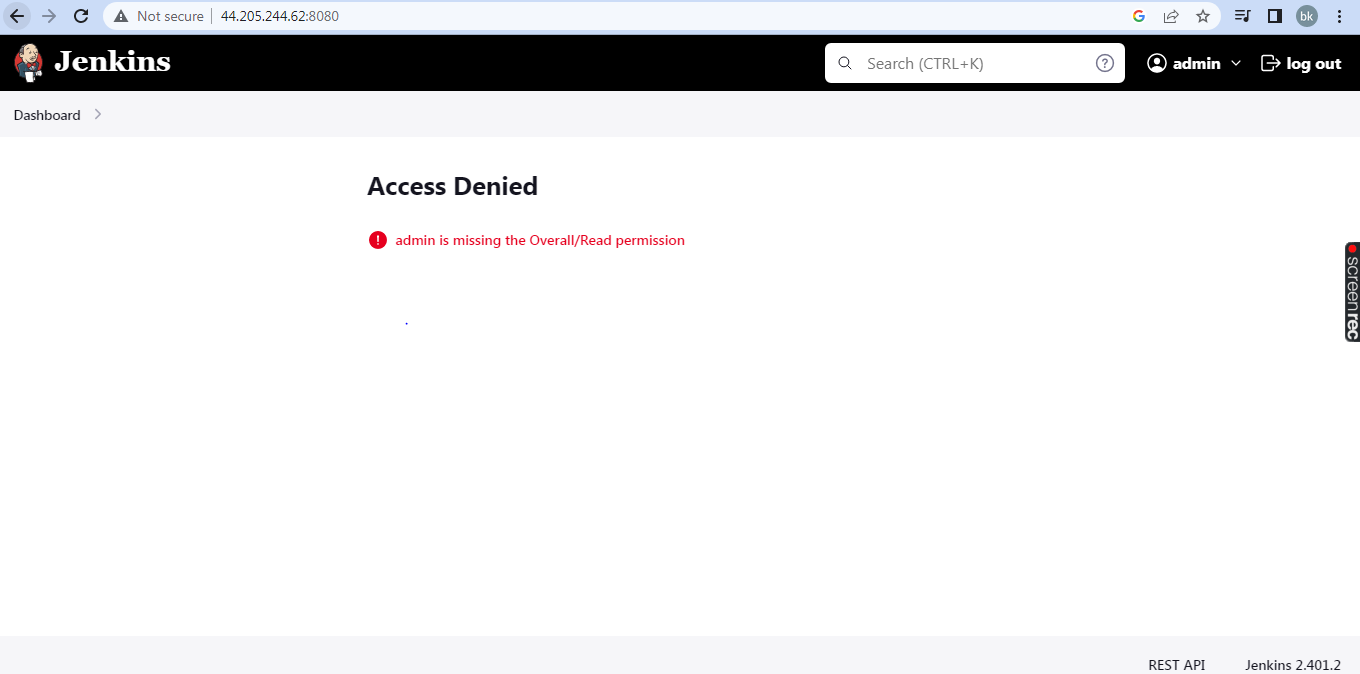 Not secure 44.205.244.62:8080 bk
Jenkins Search (CTRL+K) admin log out
Dashboard
Access Denied
admin is missing the Overall/Read permission
screenrec
REST API Jenkins 2.401.2